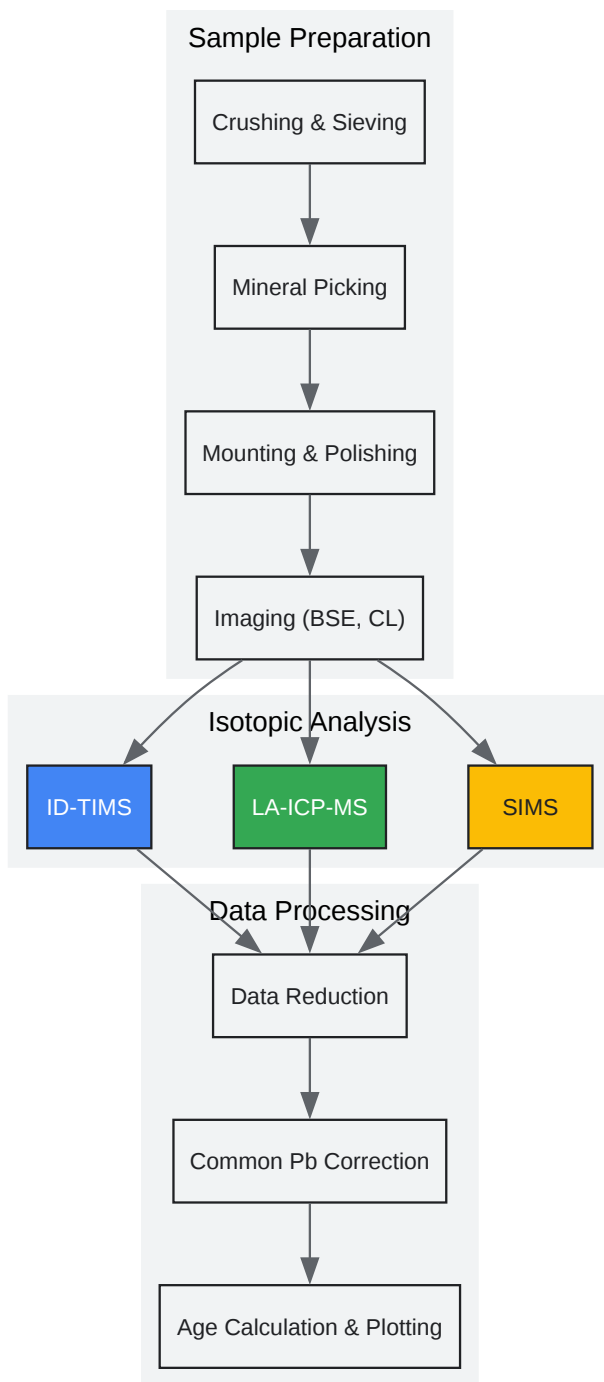 Sample Preparation
Crushing & Sieving
Mineral Picking
Mounting & Polishing
Imaging (BSE, CL)
Isotopic Analysis
ID-TIMS
LA-ICP-MS
SIMS
Data Processing
Data Reduction
Common Pb Correction
Age Calculation & Plotting